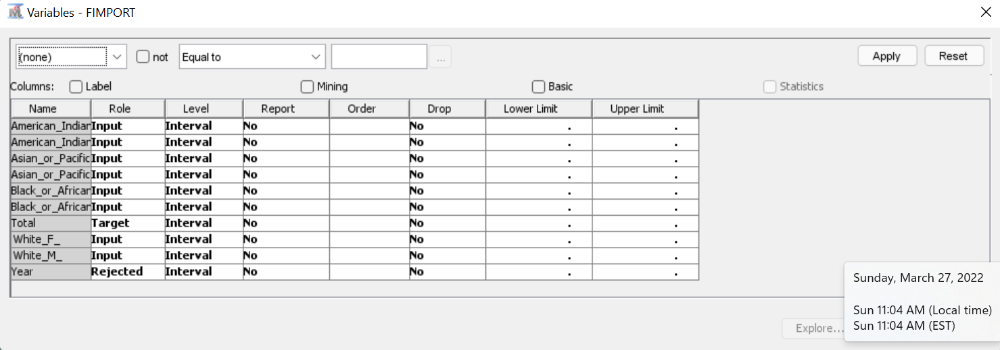 Variables - FIMPORT
(none) not Equal to ... Apply Reset
Columns: Label Mining Basic Statistics
Name Role Level Report Order Drop Lower Limit Upper Limit
American_Indian Input Interval No No . .
American_Indian Input Interval No No . .
Asian_or_Pacific Input Interval No No . .
Asian_or_Pacific Input Interval No No . .
Black_or_African Input Interval No No . .
Black_or_African Input Interval No No . .
Total Target Interval No No . .
White_F_ Input Interval No No . .
White_M_ Input Interval No No . .
Year Rejected Interval No No . .
Sunday, March 27, 2022
Sun 11:04 AM (Local time)
Sun 11:04 AM (EST)
Explore...